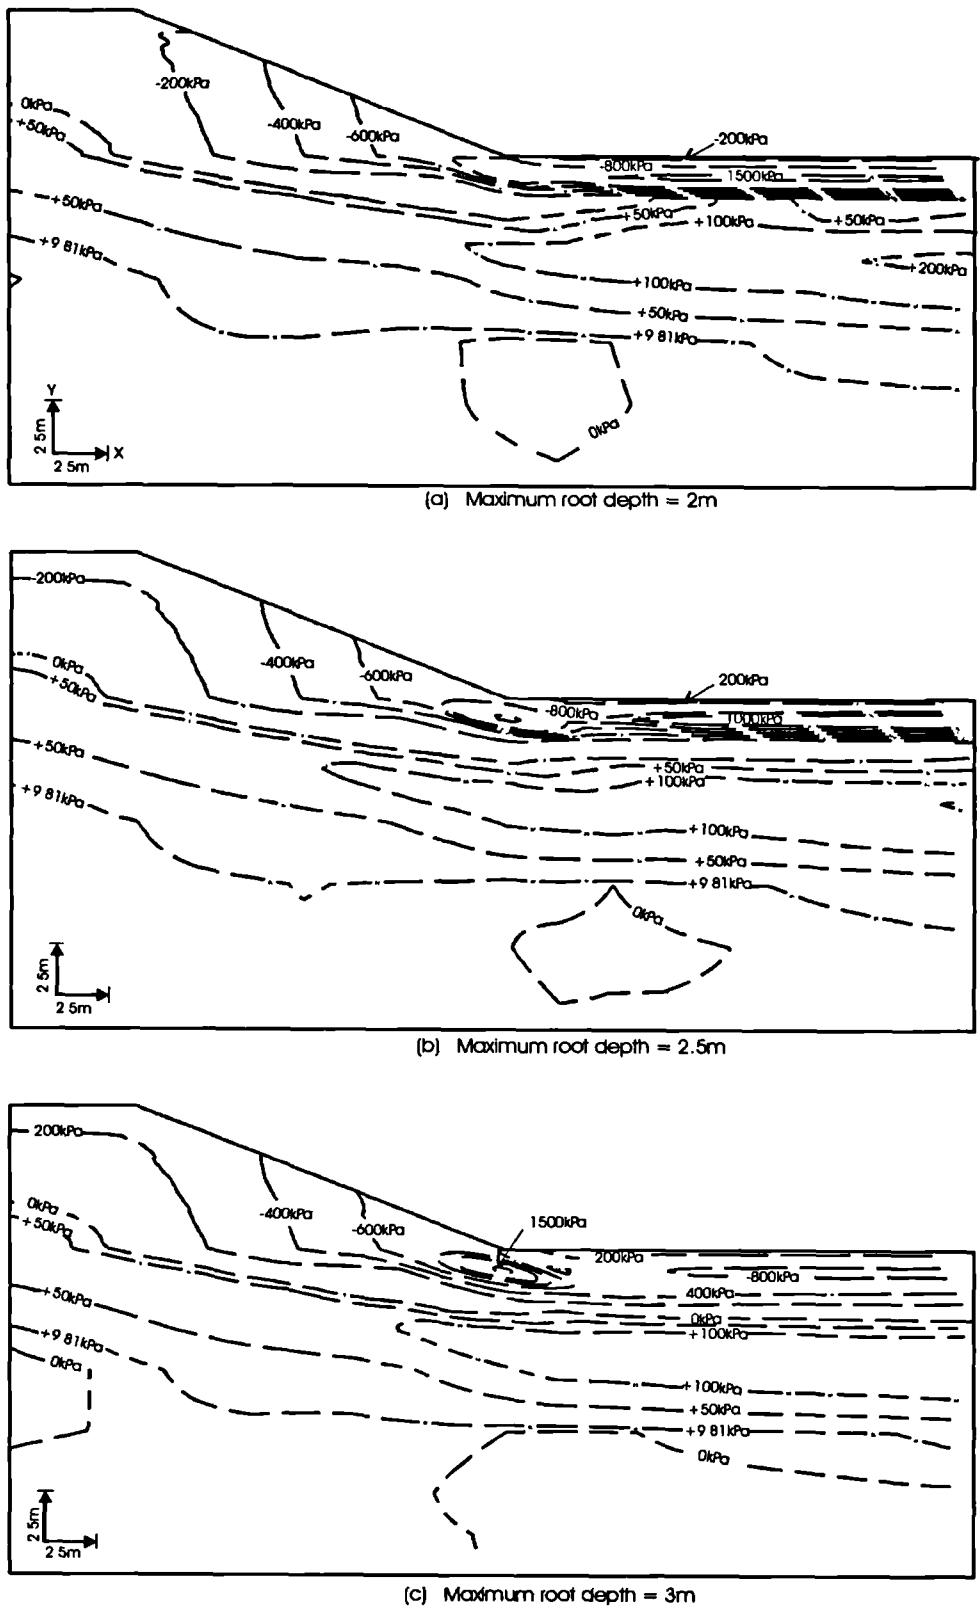 -200kPa
0kPa
+50kPa
-400kPa
-600kPa
-200kPa
-800kPa
1500kPa
+50kPa
+50kPa
+100kPa
+50kPa
+9 81kPa
+200kPa
+100kPa
+50kPa
+9 81kPa
0kPa
Y
2 5m
X
2 5m
(a) Maximum root depth = 2m
-200kPa
0kPa
+50kPa
-400kPa
-600kPa
200kPa
-800kPa
1000kPa
+50kPa
+50kPa
+100kPa
+9 81kPa
+100kPa
+50kPa
+9 81kPa
0kPa
2 5m
2 5m
(b) Maximum root depth = 2.5m
200kPa
0kPa
+50kPa
-400kPa
-600kPa
1500kPa
200kPa
-800kPa
400kPa
+50kPa
0kPa
+100kPa
+9 81kPa
0kPa
+100kPa
+50kPa
+9 81kPa
0kPa
2 5m
2 5m
(c) Maximum root depth = 3m